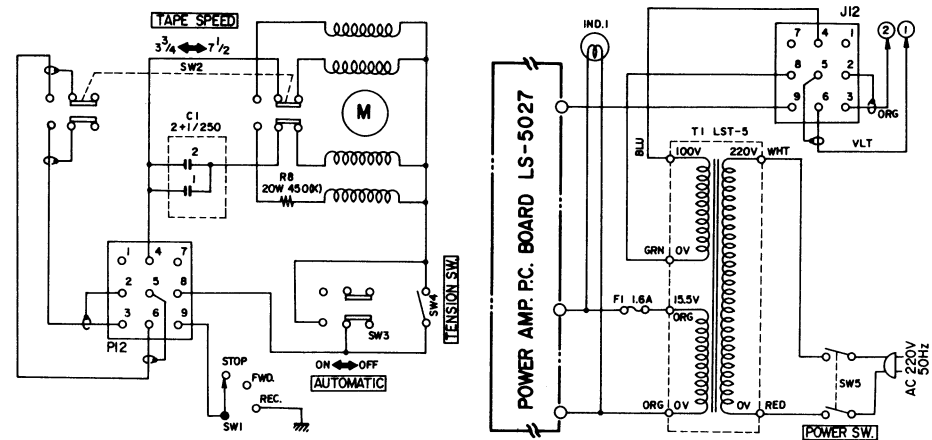 TAPE SPEED
3 3/4 ↔ 7 1/2
SW2
C1
2+1/250
2
1
M
R8
20W 450(K)
1 4 7
2 5 8
3 6 9
P12
STOP
FWD.
REC.
SW1
ON ↔ OFF
AUTOMATIC
SW3
SW4
TENSION SW.
IND.1
POWER AMP. P.C. BOARD LS-5027
J12
7 4 1
8 5 2
9 6 3
2 1
ORG
VLT
BLU
T1 LST-5
100V
220V
WHT
GRN
0V
F1 1.6A
15.5V
ORG
ORG
0V
0V
RED
SW5
POWER SW.
AC 220V
50Hz